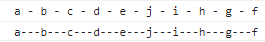 a - b - c - d - e - j - i - h - g - f
a---b---c---d---e---j---i---h---g---f